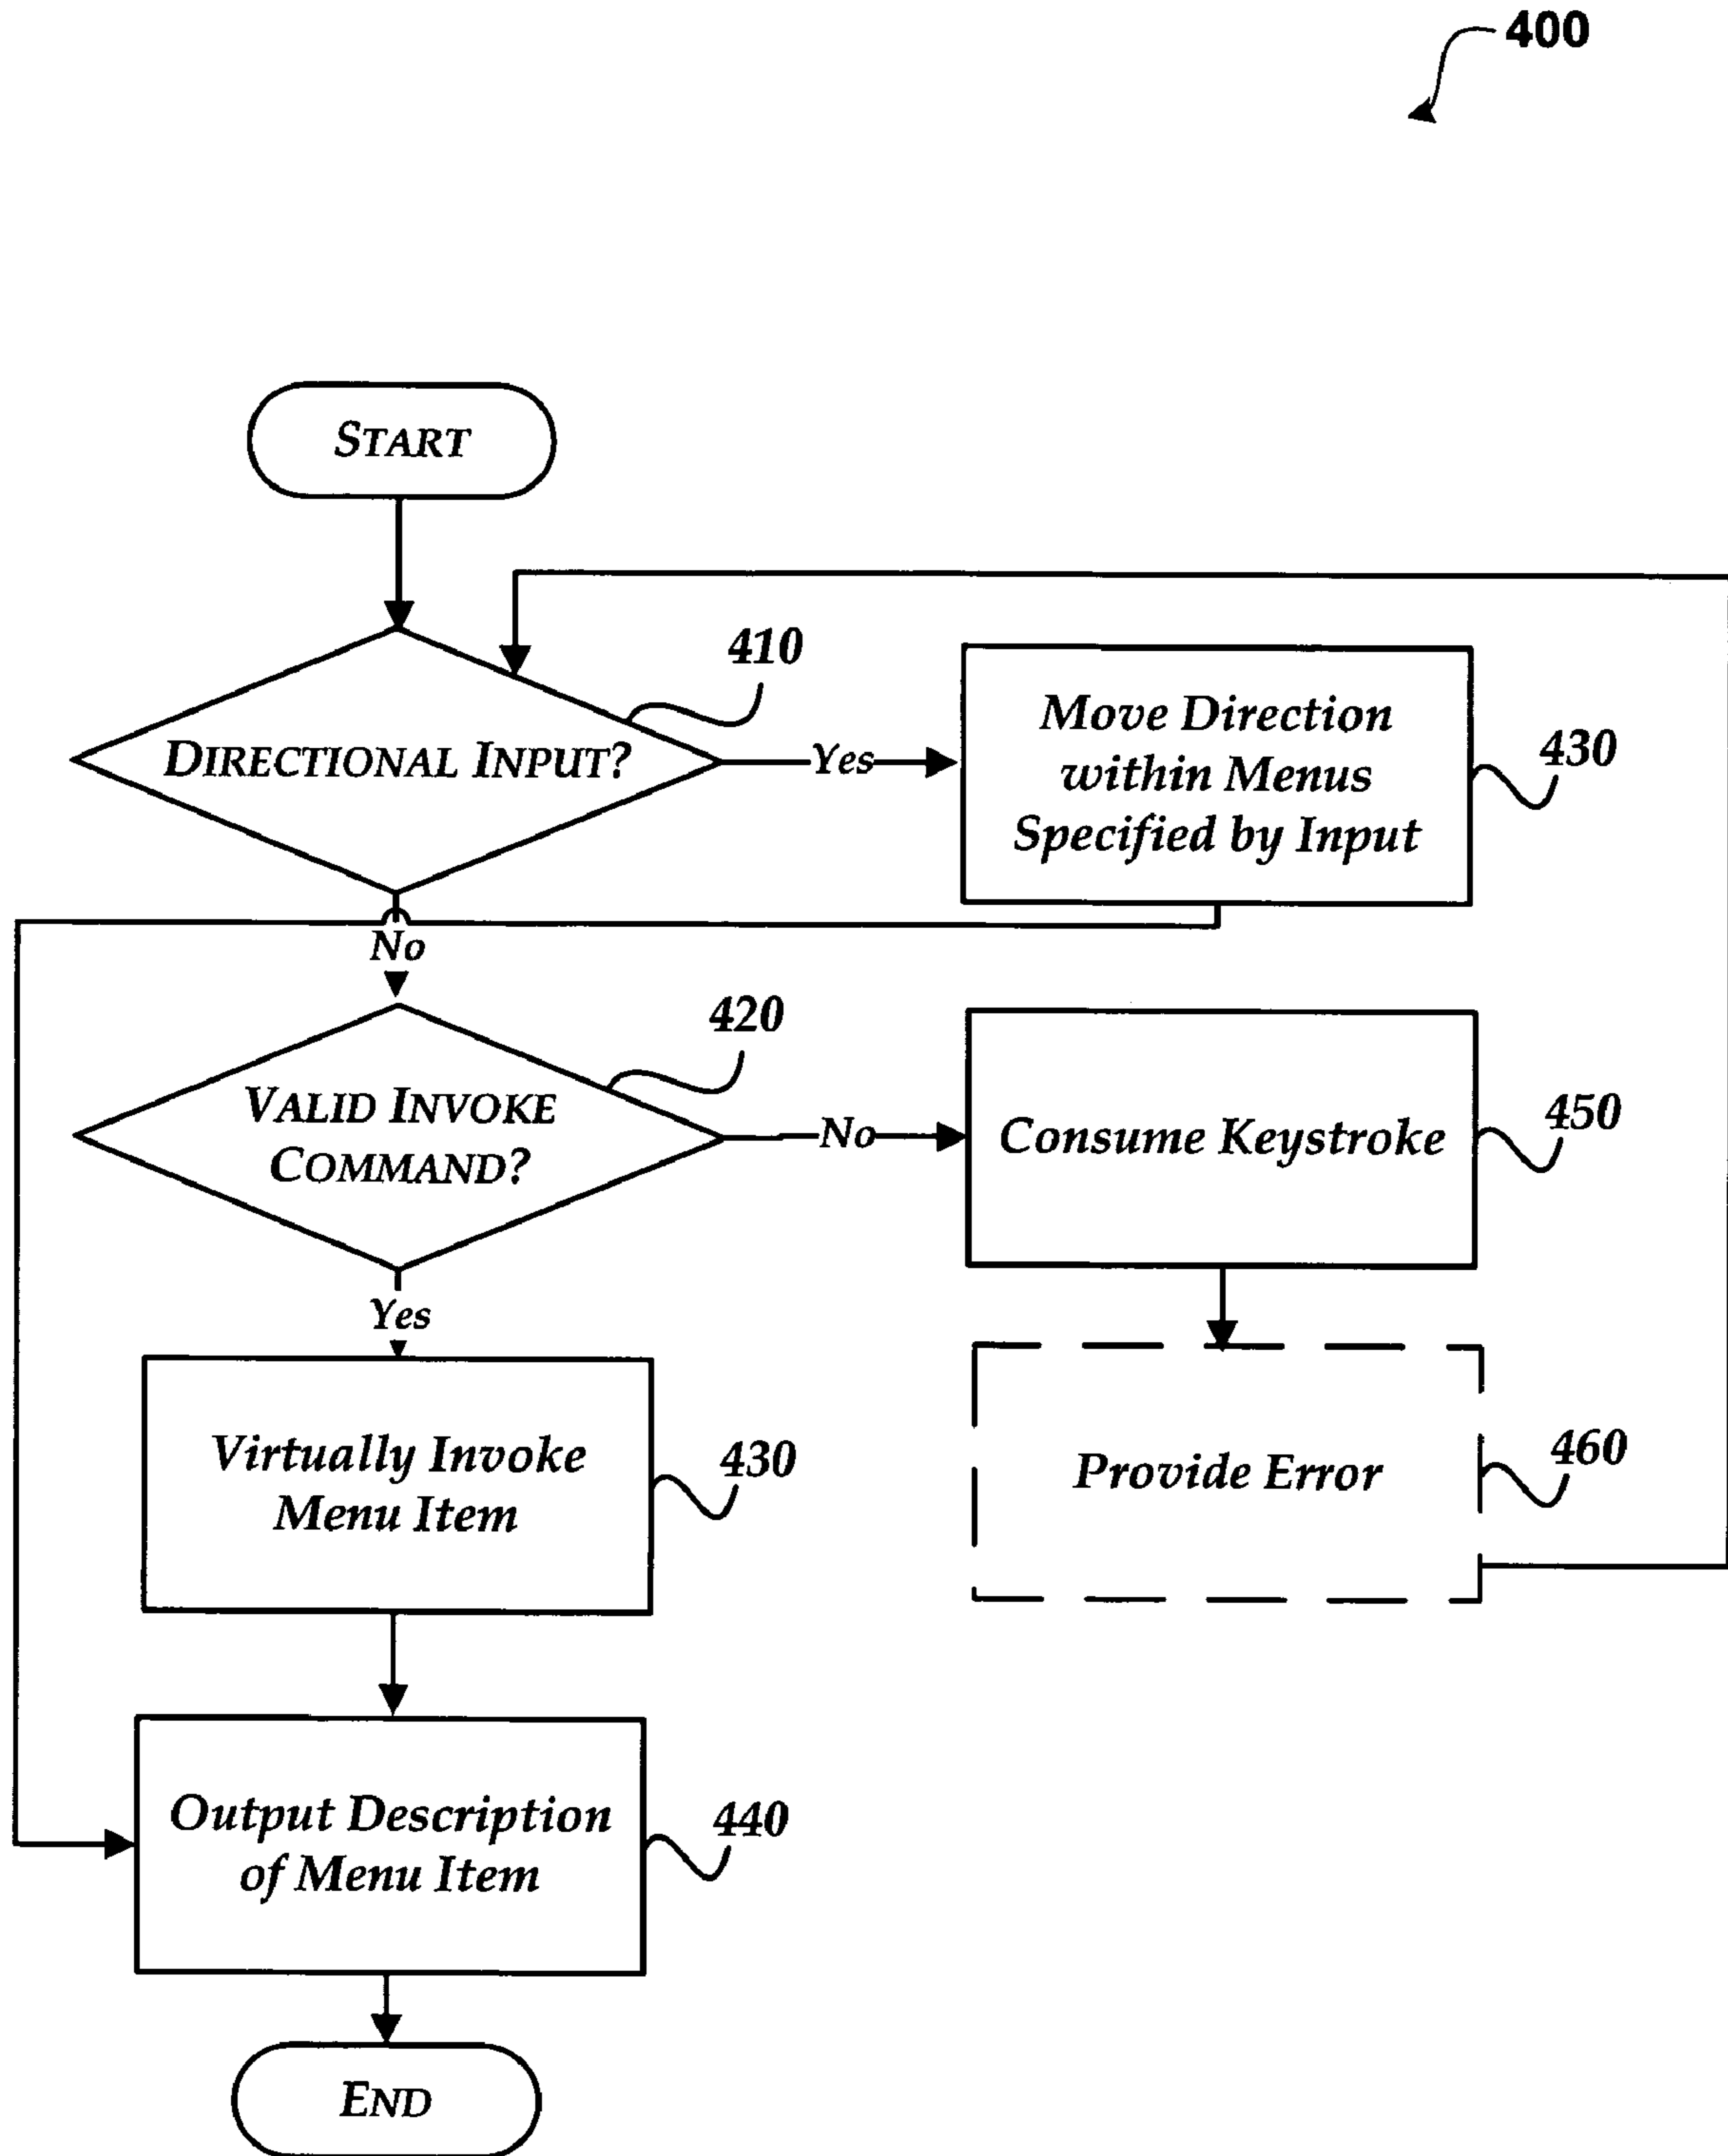 400
START
410
DIRECTIONAL INPUT?
Yes
Move Direction
within Menus
Specified by Input
430
No
420
VALID INVOKE
COMMAND?
No
Consume Keystroke
450
Yes
Virtually Invoke
Menu Item
430
Provide Error
460
Output Description
of Menu Item
440
END